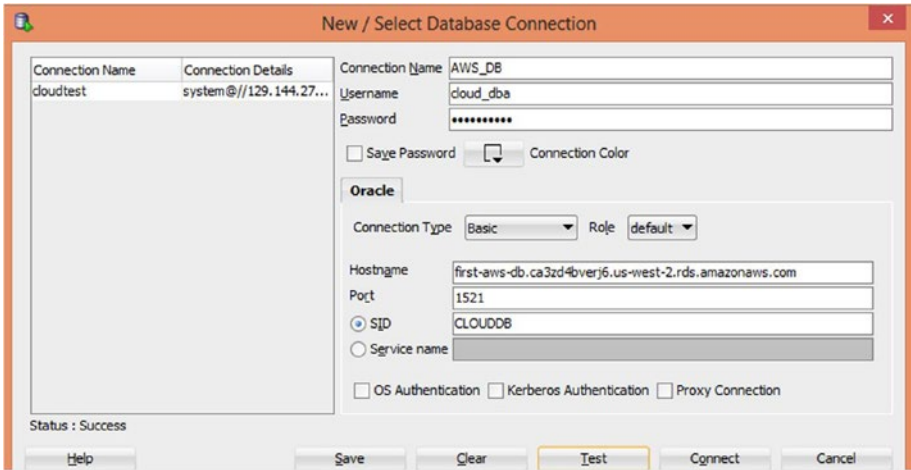 New / Select Database Connection
Connection Name Connection Details
cloudtest system@//129.144.27...
Connection Name AWS_DB
Username cloud_dba
Password ••••••••••
Save Password Connection Color
Oracle
Connection Type Basic Role default
Hostname first-aws-db.ca3zd4bverj6.us-west-2.rds.amazonaws.com
Port 1521
SID CLOUDDB
Service name
OS Authentication Kerberos Authentication Proxy Connection
Status : Success
Help Save Clear Test Connect Cancel